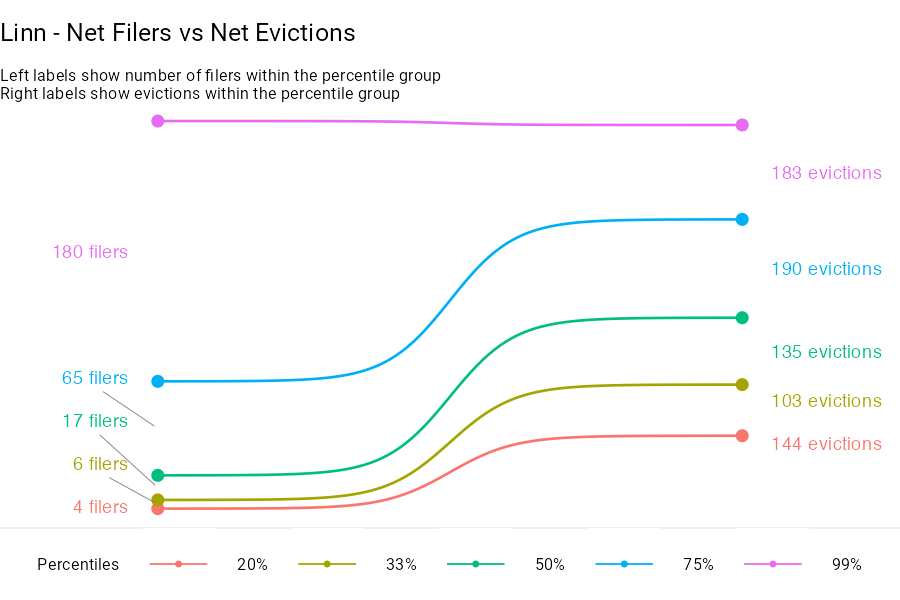 Linn - Net Filers vs Net Evictions
Left labels show number of filers within the percentile group
Right labels show evictions within the percentile group
183 evictions
180 filers
190 evictions
135 evictions
65 filers
103 evictions
17 filers
144 evictions
6 filers
4 filers
Percentiles 20% 33% 50% 75% 99%